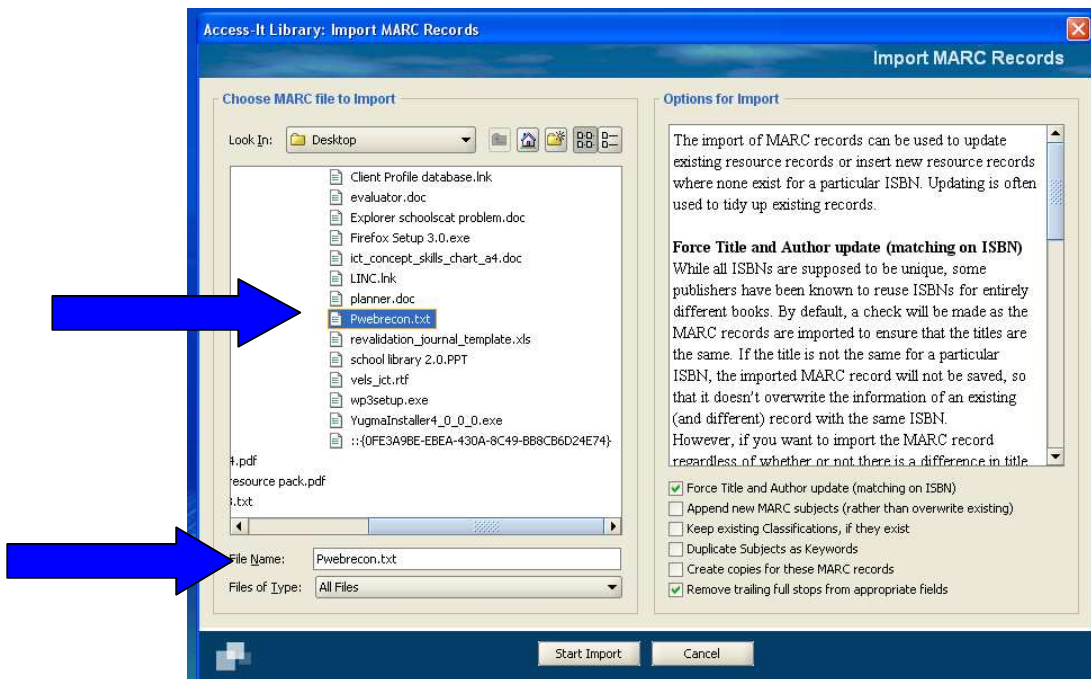 Access-It Library: Import MARC Records
Import MARC Records
Choose MARC file to Import
Look In: Desktop
Client Profile database.lnk
evaluator.doc
Explorer schoolscat problem.doc
Firefox Setup 3.0.exe
ict_concept_skills_chart_a4.doc
LINC.lnk
planner.doc
Pwebrecon.txt
revalidation_journal_template.xls
school library 2.0.PPT
vels_ict.rtf
wp3setup.exe
YugmaInstaller4_0_0_0.exe
::{0FE3A9BE-EBEA-430A-8C49-BB8CB6D24E74}
4.pdf
resource pack.pdf
.txt
File Name: Pwebrecon.txt
Files of Type: All Files
Options for Import
The import of MARC records can be used to update
existing resource records or insert new resource records
where none exist for a particular ISBN. Updating is often
used to tidy up existing records.
Force Title and Author update (matching on ISBN)
While all ISBNs are supposed to be unique, some
publishers have been known to reuse ISBNs for entirely
different books. By default, a check will be made as the
MARC records are imported to ensure that the titles are
the same. If the title is not the same for a particular
ISBN, the imported MARC record will not be saved, so
that it doesn't overwrite the information of an existing
(and different) record with the same ISBN.
However, if you want to import the MARC record
regardless of whether or not there is a difference in title
Force Title and Author update (matching on ISBN)
Append new MARC subjects (rather than overwrite existing)
Keep existing Classifications, if they exist
Duplicate Subjects as Keywords
Create copies for these MARC records
Remove trailing full stops from appropriate fields
Start Import
Cancel